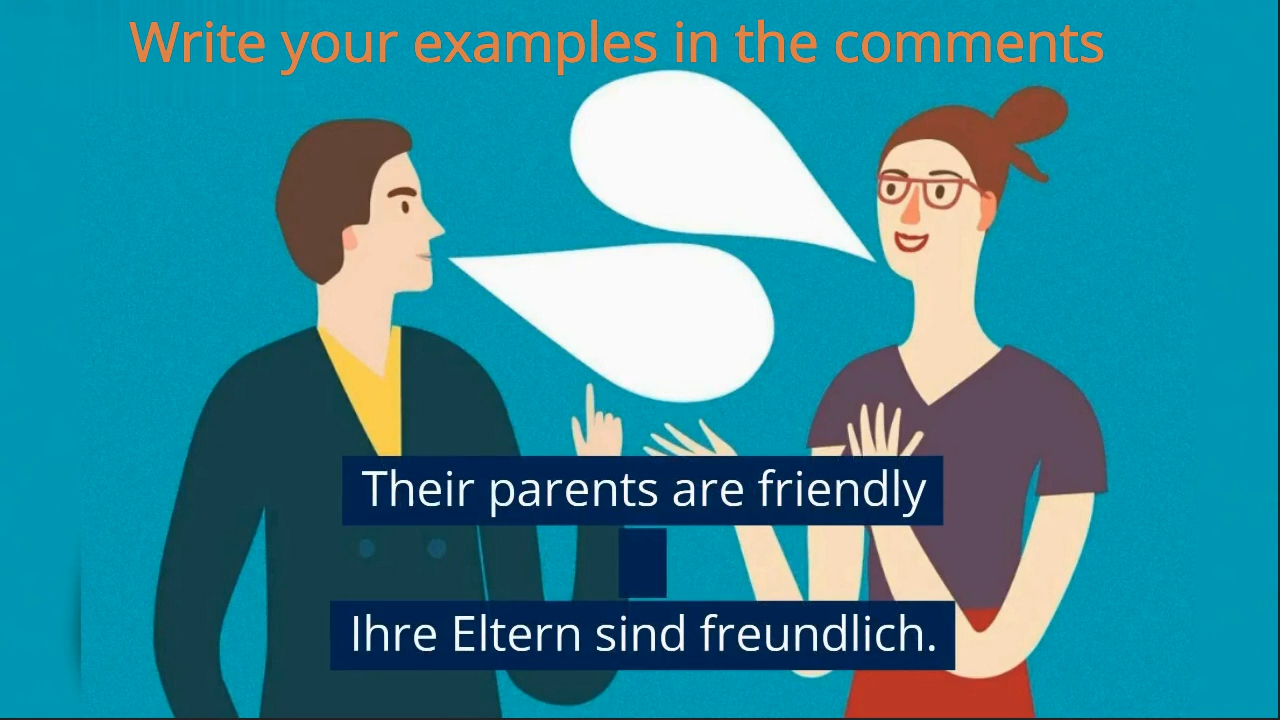 Write your examples in the comments
Their parents are friendly
Ihre Eltern sind freundlich.